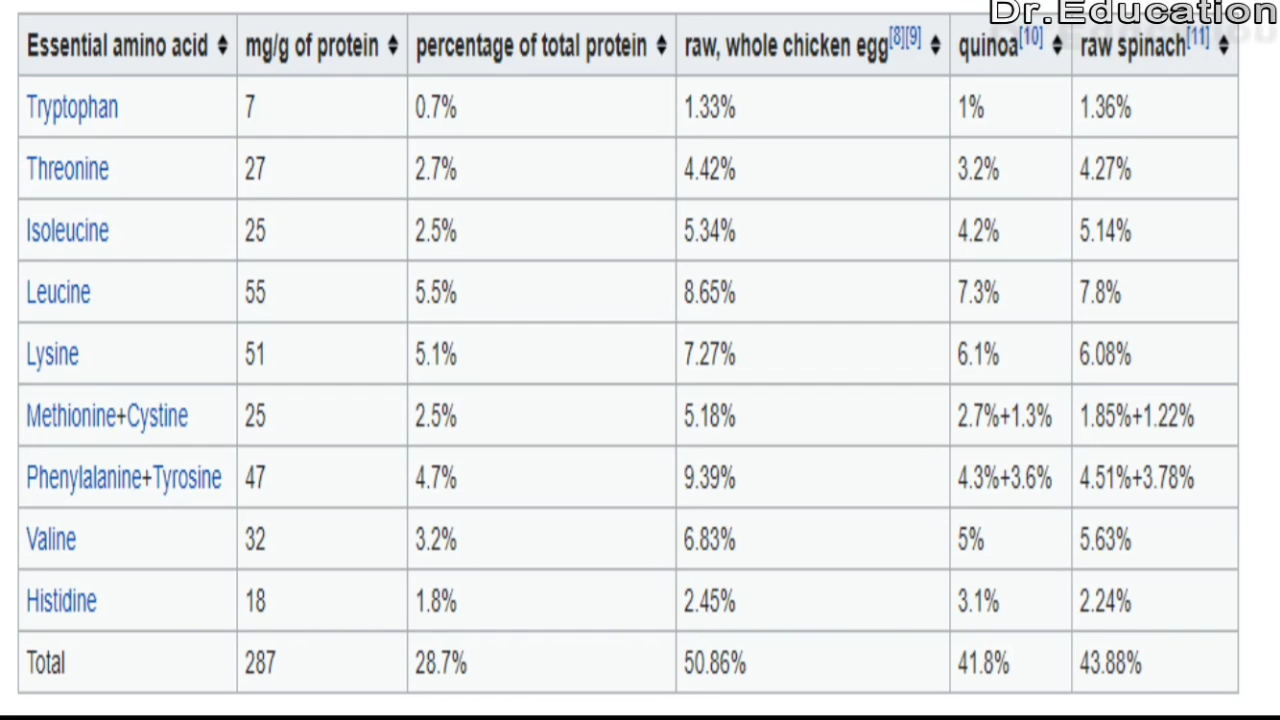 Dr.Education
Essential amino acid mg/g of protein percentage of total protein raw, whole chicken egg[8][9] quinoa[10] raw spinach[11]
Tryptophan 7 0.7% 1.33% 1% 1.36%
Threonine 27 2.7% 4.42% 3.2% 4.27%
Isoleucine 25 2.5% 5.34% 4.2% 5.14%
Leucine 55 5.5% 8.65% 7.3% 7.8%
Lysine 51 5.1% 7.27% 6.1% 6.08%
Methionine+Cystine 25 2.5% 5.18% 2.7%+1.3% 1.85%+1.22%
Phenylalanine+Tyrosine 47 4.7% 9.39% 4.3%+3.6% 4.51%+3.78%
Valine 32 3.2% 6.83% 5% 5.63%
Histidine 18 1.8% 2.45% 3.1% 2.24%
Total 287 28.7% 50.86% 41.8% 43.88%